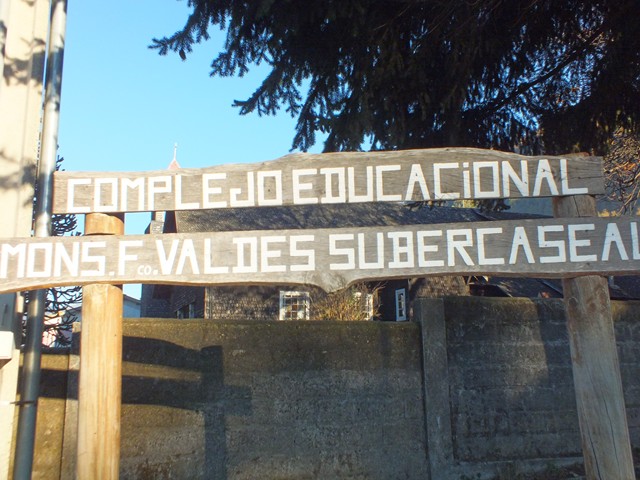 COMPLEJO EDUCACiONAL
MONS. F CO. VALDES SUBERCASEAU